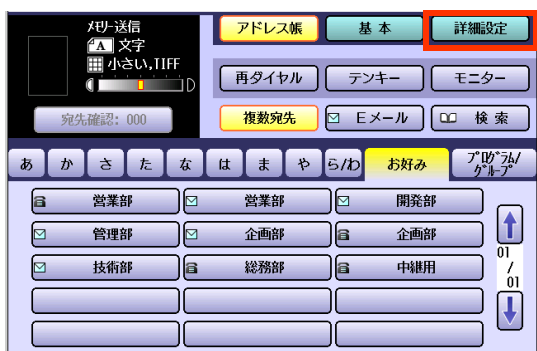 ﾒﾓﾘｰ送信
A 文字
小さい,TIFF
D
宛先確認: 000
アドレス帳 基 本 詳細設定
再ダイヤル テンキー モニター
複数宛先 Eメール 検 索
あ か さ た な は ま や ら/わ お好み ﾌﾟﾛｸﾞﾗﾑ/
ｸﾞﾙｰﾌﾟ
営業部 営業部 開発部
管理部 企画部 企画部
技術部 総務部 中継用
01
/
01